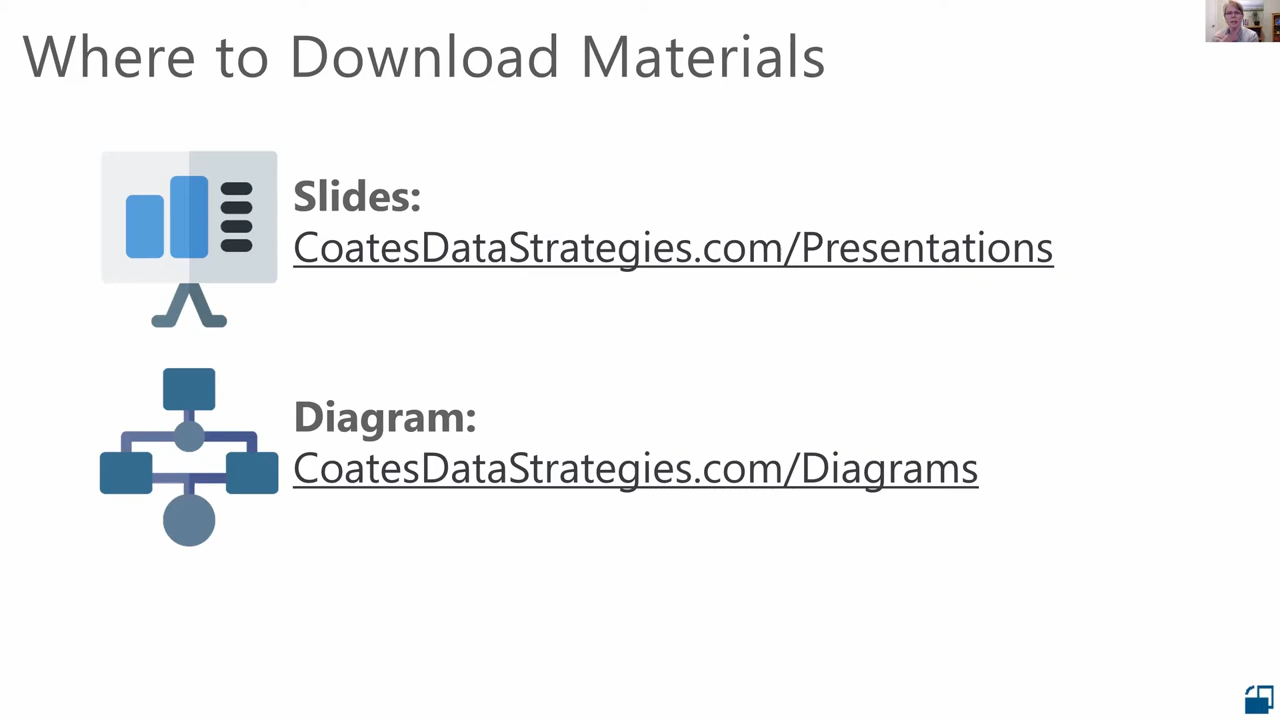 Where to Download Materials
Slides:
CoatesDataStrategies.com/Presentations
Diagram:
CoatesDataStrategies.com/Diagrams